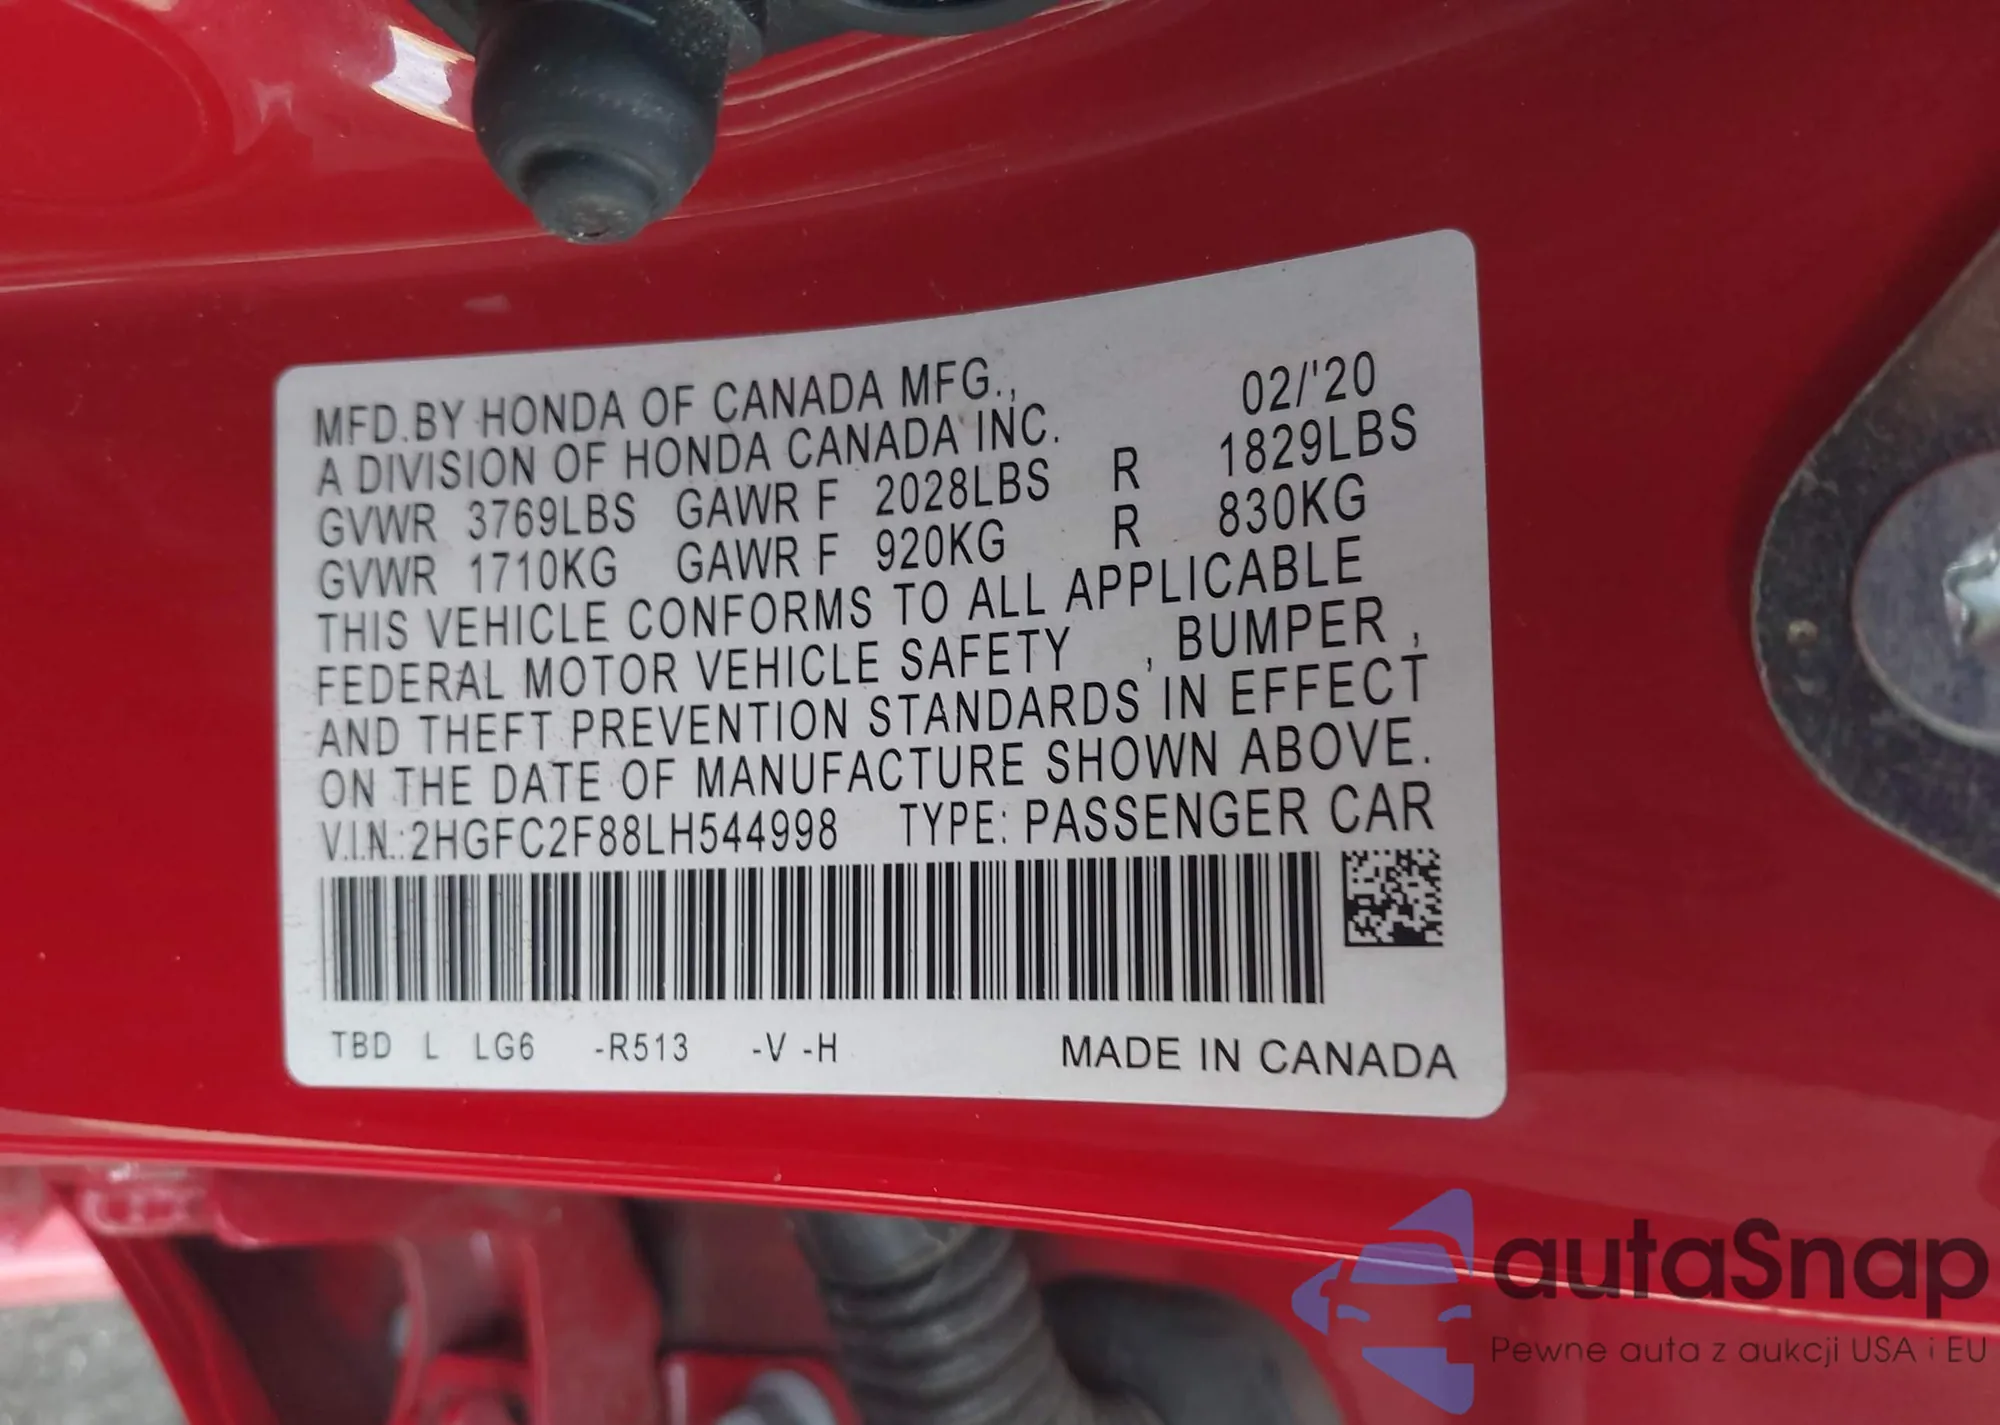 MFD.BY HONDA OF CANADA MFG., 02/'20
A DIVISION OF HONDA CANADA INC.
GVWR 3769LBS GAWR F 2028LBS R 1829LBS
GVWR 1710KG GAWR F 920KG R 830KG
THIS VEHICLE CONFORMS TO ALL APPLICABLE
FEDERAL MOTOR VEHICLE SAFETY , BUMPER ,
AND THEFT PREVENTION STANDARDS IN EFFECT
ON THE DATE OF MANUFACTURE SHOWN ABOVE.
V.I.N.:2HGFC2F88LH544998 TYPE: PASSENGER CAR
TBD L LG6 -R513 -V -H MADE IN CANADA
autaSnap
Pewne auta z aukcji USA i EU